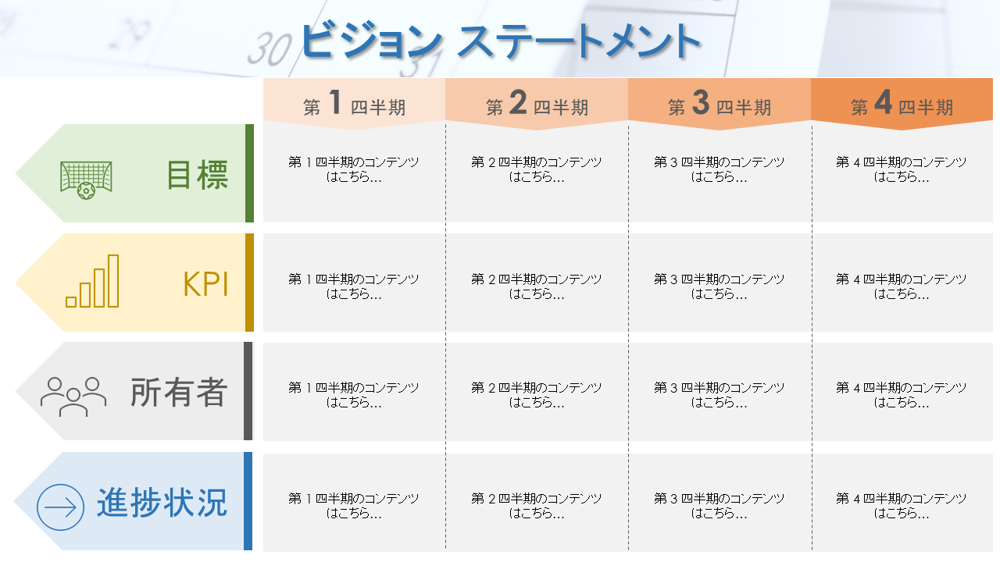 29
30
31
ビジョン ステートメント
第 1 四半期
第 2 四半期
第 3 四半期
第 4 四半期
目標
第 1 四半期のコンテンツ
はこちら...
第 2 四半期のコンテンツ
はこちら...
第 3 四半期のコンテンツ
はこちら...
第 4 四半期のコンテンツ
はこちら...
KPI
第 1 四半期のコンテンツ
はこちら...
第 2 四半期のコンテンツ
はこちら...
第 3 四半期のコンテンツ
はこちら...
第 4 四半期のコンテンツ
はこちら...
所有者
第 1 四半期のコンテンツ
はこちら...
第 2 四半期のコンテンツ
はこちら...
第 3 四半期のコンテンツ
はこちら...
第 4 四半期のコンテンツ
はこちら...
進捗状況
第 1 四半期のコンテンツ
はこちら...
第 2 四半期のコンテンツ
はこちら...
第 3 四半期のコンテンツ
はこちら...
第 4 四半期のコンテンツ
はこちら...